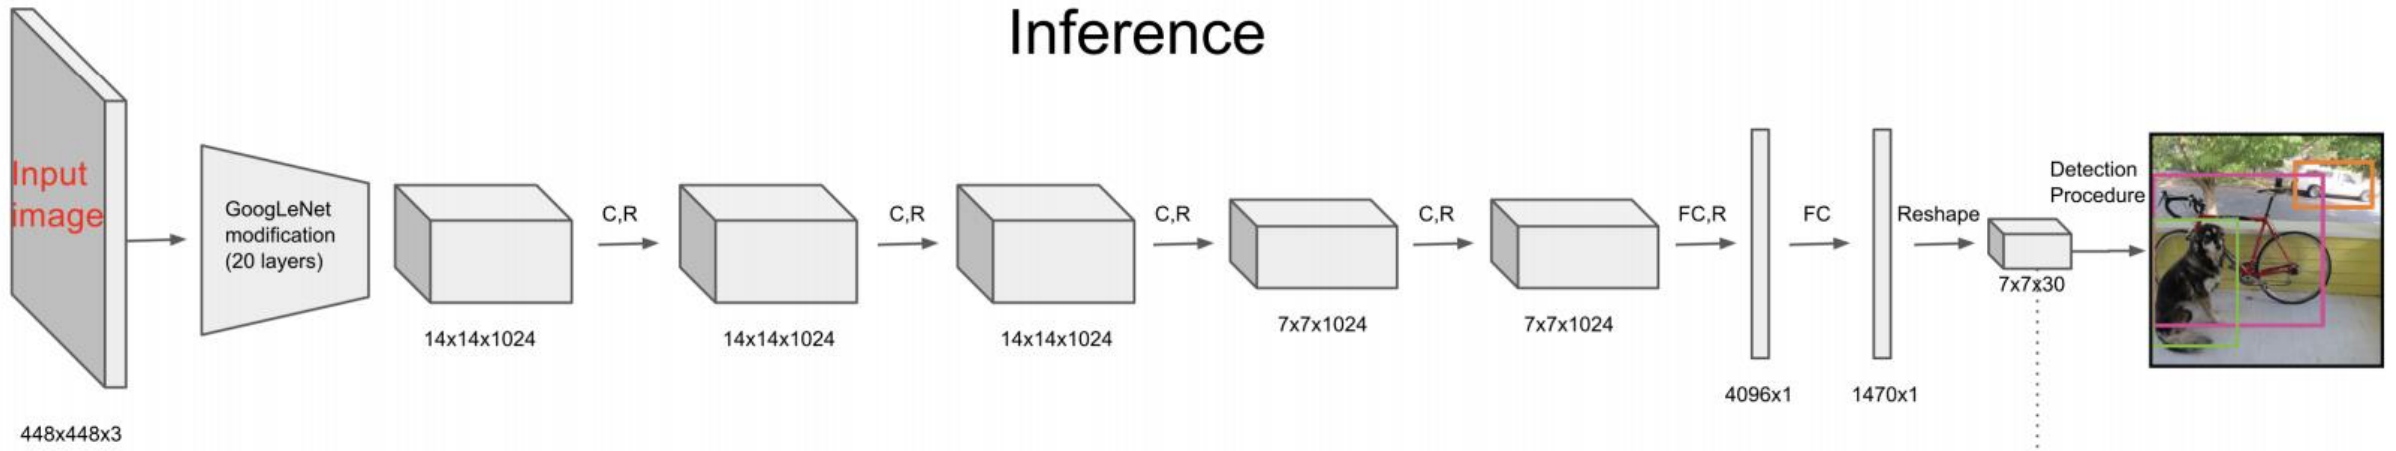 Inference
Input
image
448x448x3
GoogLeNet
modification
(20 layers)
14x14x1024
C,R
14x14x1024
C,R
14x14x1024
C,R
7x7x1024
C,R
7x7x1024
FC,R
4096x1
FC
1470x1
Reshape
7x7x30
Detection
Procedure